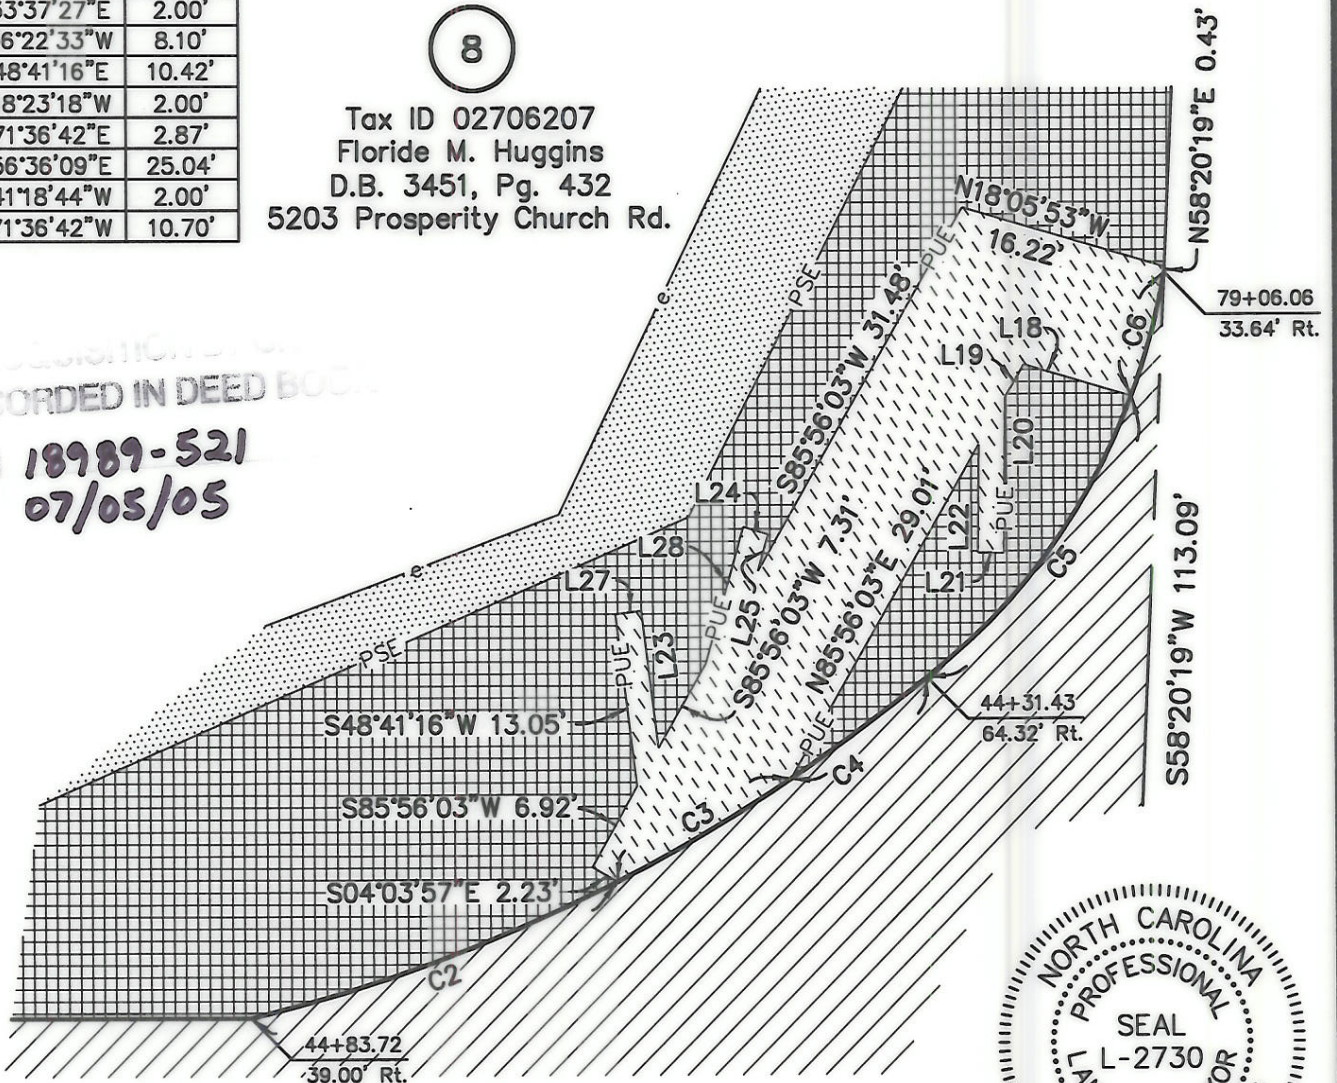 53°37'27"E 2.00'
6°22'33"W 8.10'
48°41'16"E 10.42'
8°23'18"W 2.00'
71°36'42"E 2.87'
56°36'09"E 25.04'
41°18'44"W 2.00'
71°36'42"W 10.70'
8
Tax ID 02706207
Floride M. Huggins
D.B. 3451, Pg. 432
5203 Prosperity Church Rd.
N58°20'19"E 0.43'
N18°05'53"W
16.22'
79+06.06
33.64' Rt.
CORDED IN DEED BOOK
18989-521
07/05/05
e
PSE
PUE
S85°56'03"W 31.48'
L18
L19
C6
L20
PUE
L22
L21
L24
L28
L27
e
PSE
PUE
L23
PUE
L25
S85°56'03"W 7.31'
N85°56'03"E 29.01'
PUE
C5
S58°20'19"W 113.09'
S48°41'16"W 13.05'
44+31.43
64.32' Rt.
C4
C3
S85°56'03"W 6.92'
S04°03'57"E 2.23'
C2
44+83.72
39.00' Rt.
NORTH CAROLINA
PROFESSIONAL
SEAL
L-2730